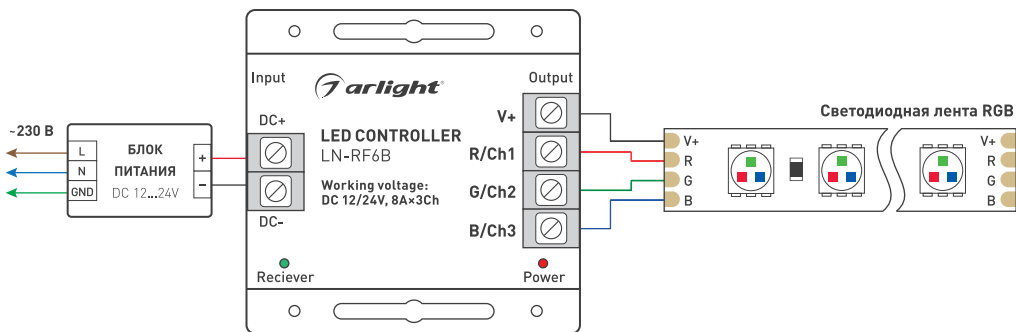 ~230 В
L
N
GND
БЛОК
ПИТАНИЯ
DC 12...24V
+
−
Input
DC+
DC-
arlight
LED CONTROLLER
LN-RF6B
Working voltage:
DC 12/24V, 8A×3Ch
Reciever
Output
V+
R/Ch1
G/Ch2
B/Ch3
Power
Светодиодная лента RGB
V+
R
G
B
V+
R
G
B